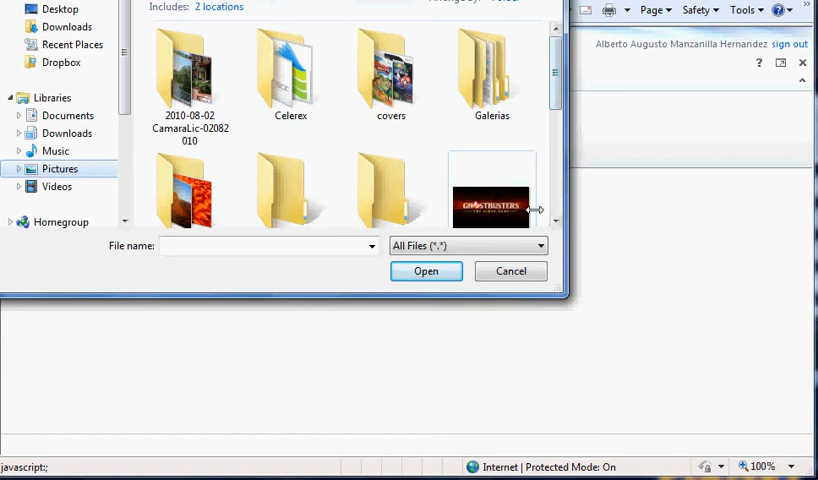 Desktop
Downloads
Recent Places
Dropbox
Libraries
Documents
Downloads
Music
Pictures
Videos
Homegroup
Includes: 2 locations
2010-08-02
CamaraLic-02082
010
Celerex
covers
Galerias
GHOSTBUSTERS
File name:
All Files (*.*)
Open
Cancel
Page
Safety
Tools
Alberto Augusto Manzanilla Hernandez sign out
javascript:;
Internet | Protected Mode: On
100%